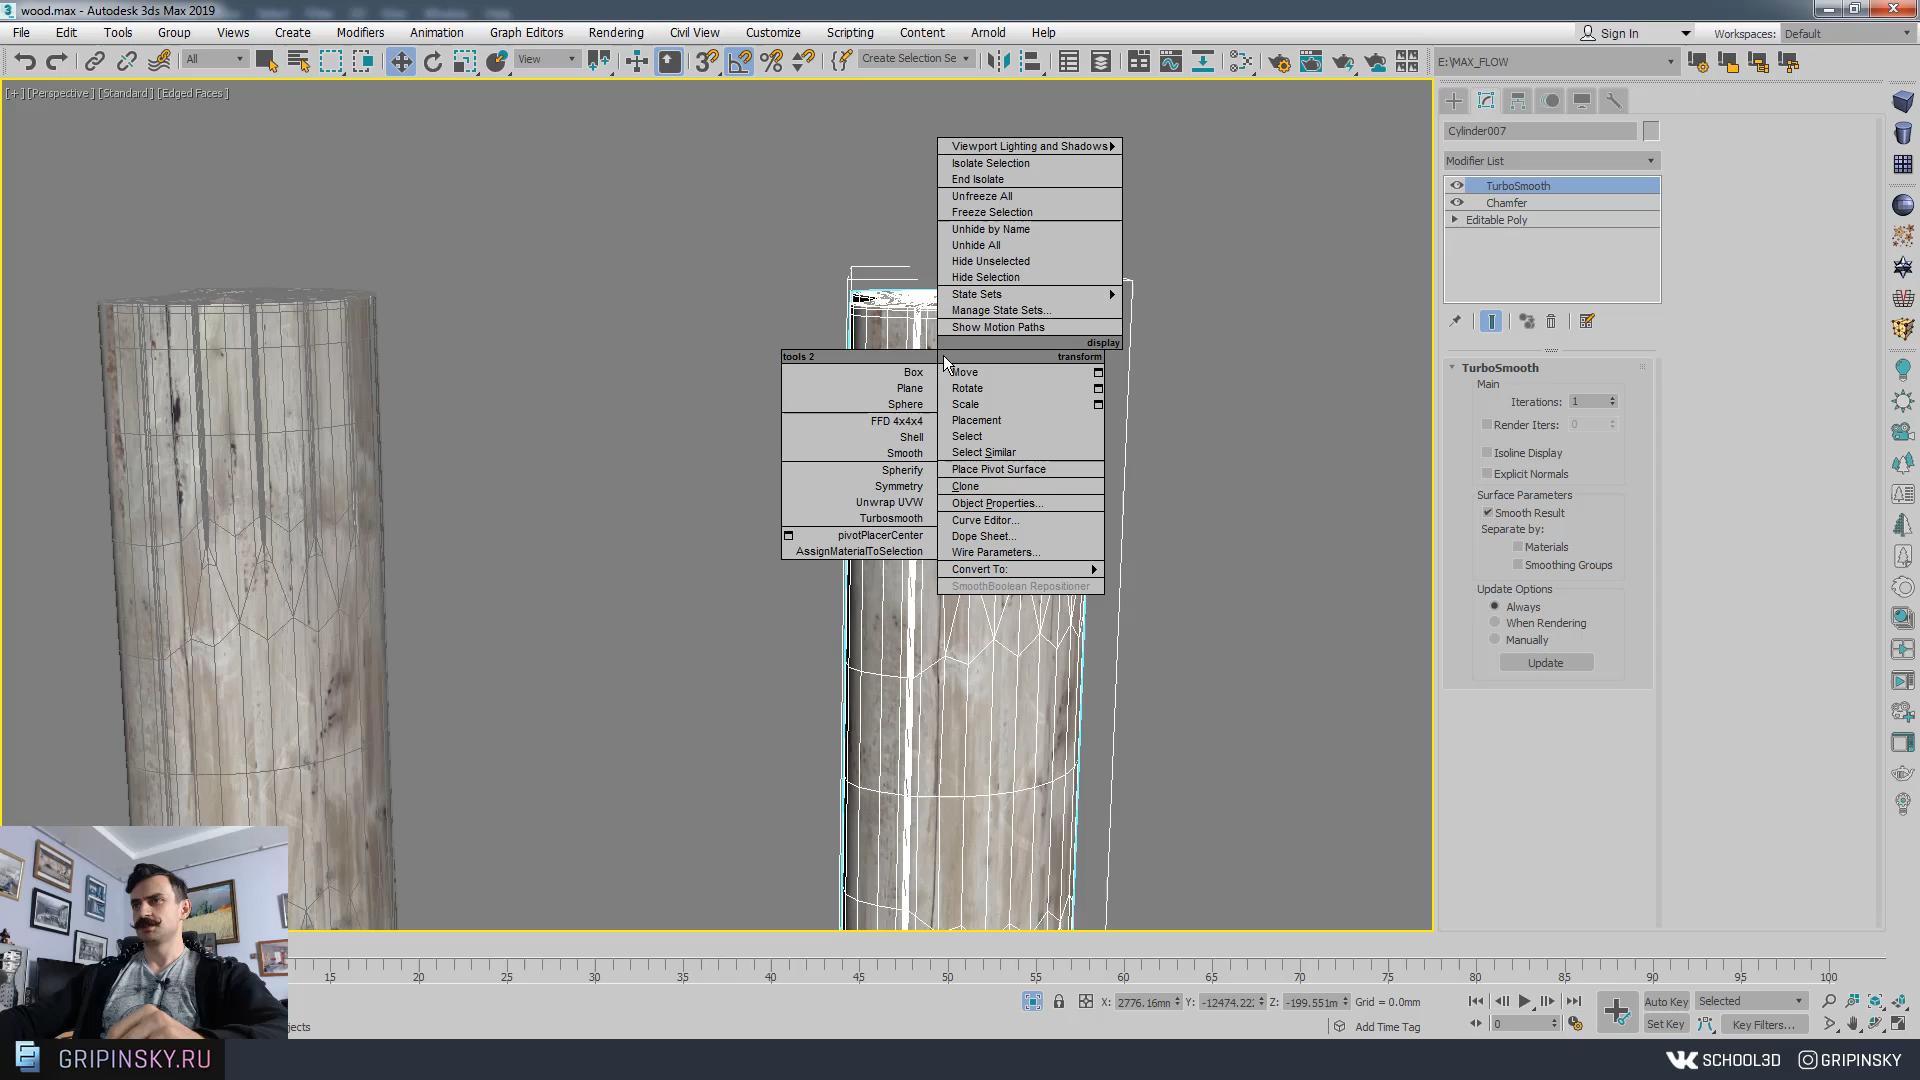 wood.max - Autodesk 3ds Max 2019
File Edit Tools Group Views Create Modifiers Animation Graph Editors Rendering Civil View Customize Scripting Content Arnold Help
Sign In
Workspaces: Default
All
View
Create Selection Se
E:\MAX_FLOW
[+] [Perspective] [Standard] [Edged Faces]
Viewport Lighting and Shadows
Isolate Selection
End Isolate
Unfreeze All
Freeze Selection
Unhide by Name
Unhide All
Hide Unselected
Hide Selection
State Sets
Manage State Sets...
Show Motion Paths
display
tools 2
transform
Box
Plane
Sphere
FFD 4x4x4
Shell
Smooth
Spherify
Symmetry
Unwrap UVW
Turbosmooth
pivotPlacerCenter
AssignMaterialToSelection
Move
Rotate
Scale
Placement
Select
Select Similar
Place Pivot Surface
Clone
Object Properties...
Curve Editor...
Dope Sheet...
Wire Parameters...
Convert To:
SmoothBoolean Repositioner
Cylinder007
Modifier List
TurboSmooth
Chamfer
Editable Poly
TurboSmooth
Main
Iterations: 1
Render Iters: 0
Isoline Display
Explicit Normals
Surface Parameters
Smooth Result
Separate by:
Materials
Smoothing Groups
Update Options
Always
When Rendering
Manually
Update
15 20 25 30 35 40 45 50 55 60 65 70 75 80 85 90 95 100
X: 2776.16mn Y: -12474.22: Z: -199.551m Grid = 0.0mm
jects
Add Time Tag
0
Auto Key
Selected
Set Key
Key Filters...
GRIPINSKY.RU
SCHOOL3D
GRIPINSKY